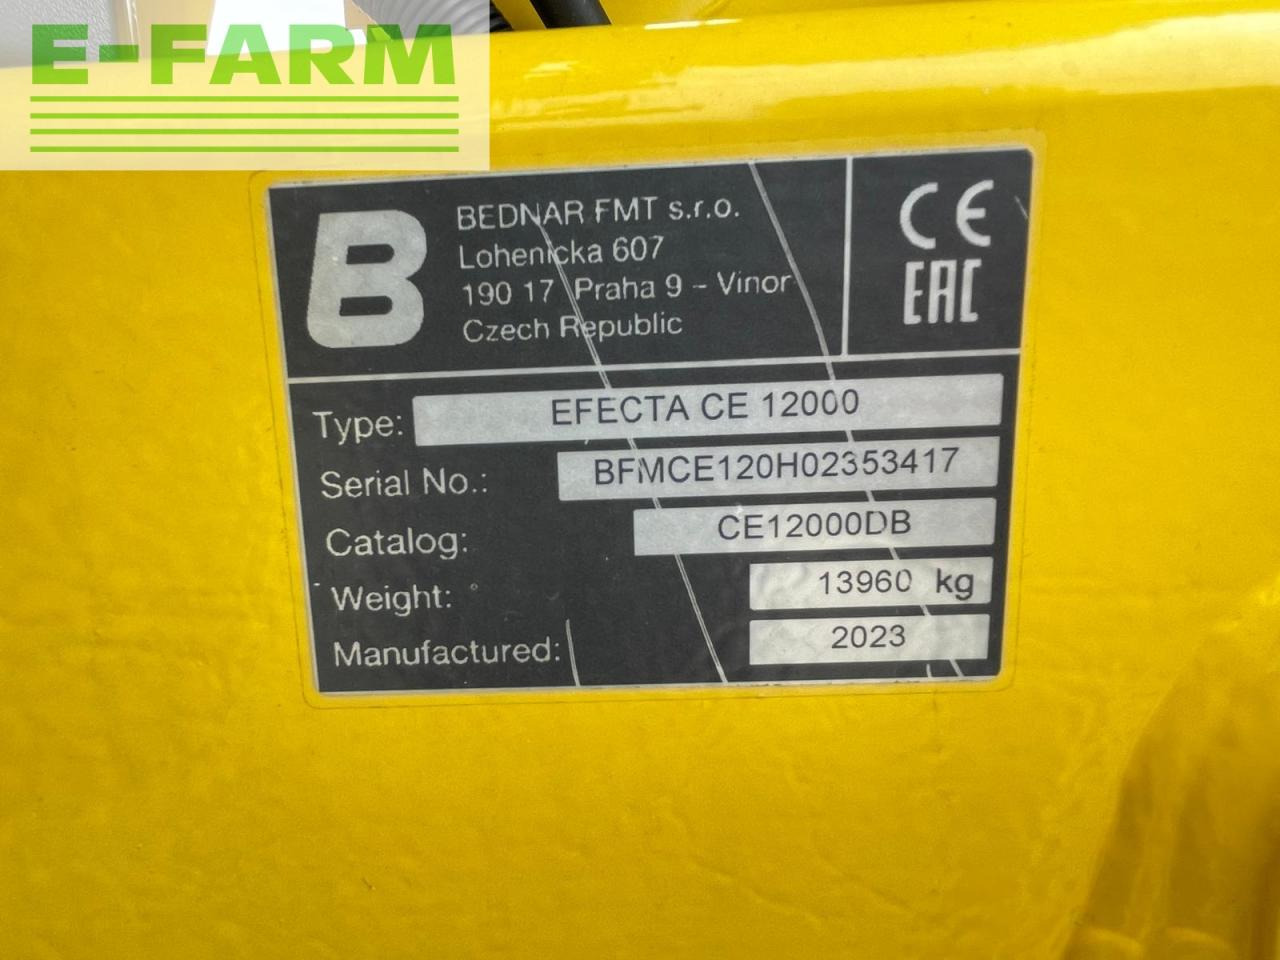 E-FARM
B
BEDNAR FMT s.r.o.
Lohenicka 607
190 17 Praha 9 - Vinor
Czech Republic
CE
EAC
Type: EFECTA CE 12000
Serial No.: BFMCE120H02353417
Catalog: CE12000DB
Weight: 13960 kg
Manufactured: 2023